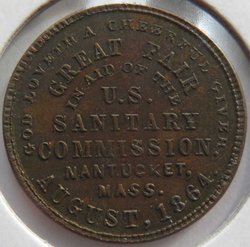 GOD LOVETH A CHEERFUL GIVER.
GREAT FAIR
IN AID OF THE
U.S.
SANITARY
COMMISSION.
NANTUCKET,
MASS.
AUGUST, 1864.